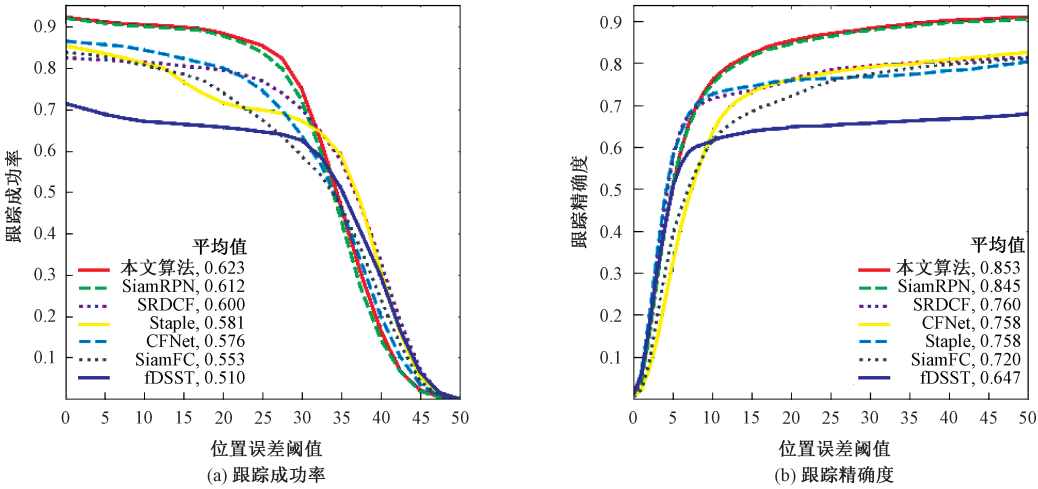 0.9
0.8
0.7
0.6
0.5
0.4
0.3
0.2
0.1
跟踪成功率
平均值
本文算法, 0.623
SiamRPN, 0.612
SRDCF, 0.600
Staple, 0.581
CFNet, 0.576
SiamFC, 0.553
fDSST, 0.510
0 5 10 15 20 25 30 35 40 45 50
位置误差阈值
(a) 跟踪成功率
0.9
0.8
0.7
0.6
0.5
0.4
0.3
0.2
0.1
跟踪精确度
平均值
本文算法, 0.853
SiamRPN, 0.845
SRDCF, 0.760
CFNet, 0.758
Staple, 0.758
SiamFC, 0.720
fDSST, 0.647
0 5 10 15 20 25 30 35 40 45 50
位置误差阈值
(b) 跟踪精确度